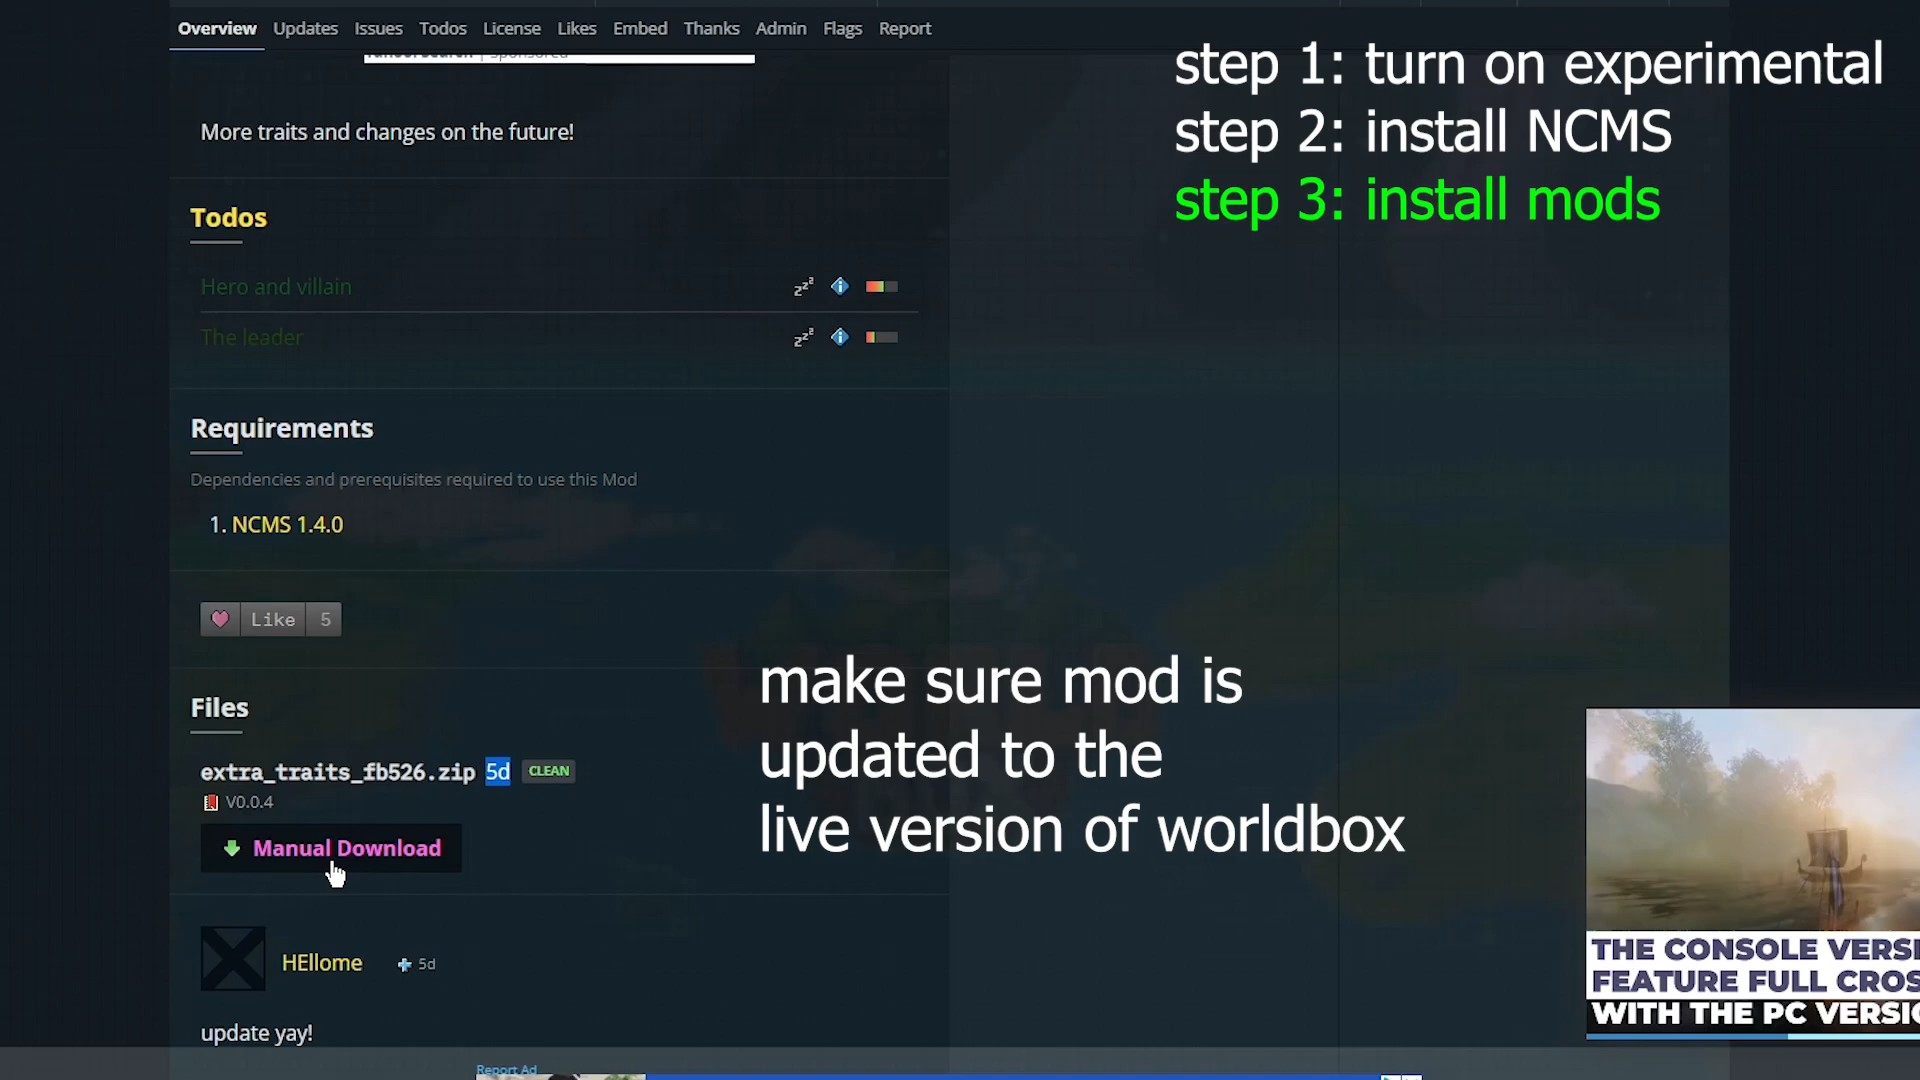 Overview Updates Issues Todos License Likes Embed Thanks Admin Flags Report
step 1: turn on experimental
step 2: install NCMS
step 3: install mods
More traits and changes on the future!
Todos
Hero and villain
The leader
Requirements
Dependencies and prerequisites required to use this Mod
1. NCMS 1.4.0
Like 5
Files
extra_traits_fb526.zip 5d CLEAN
V0.0.4
Manual Download
make sure mod is
updated to the
live version of worldbox
HEllome 5d
update yay!
THE CONSOLE VERSI
FEATURE FULL CROS
WITH THE PC VERSIO
Report Ad